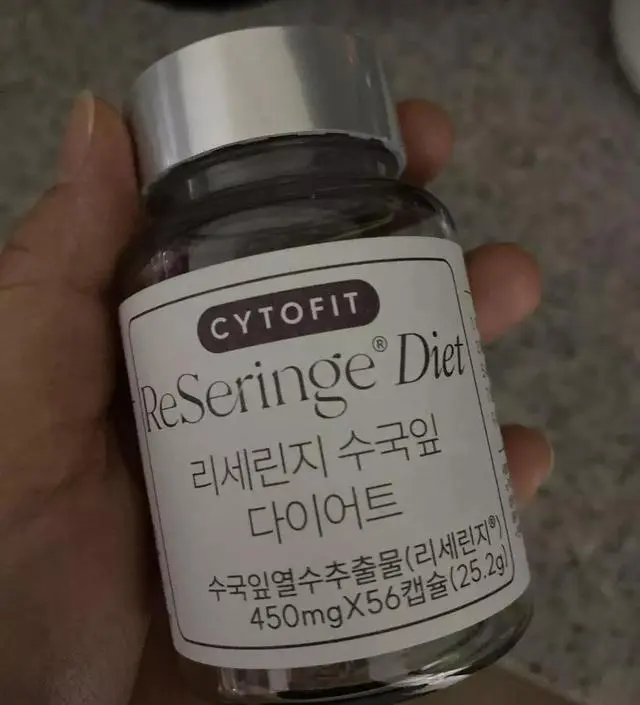 CYTOFIT
ReSeringe® Diet
리세린지 수국잎
다이어트
수국잎열수추출물(리세린지®)
450mgX56캡슐(25.2g)